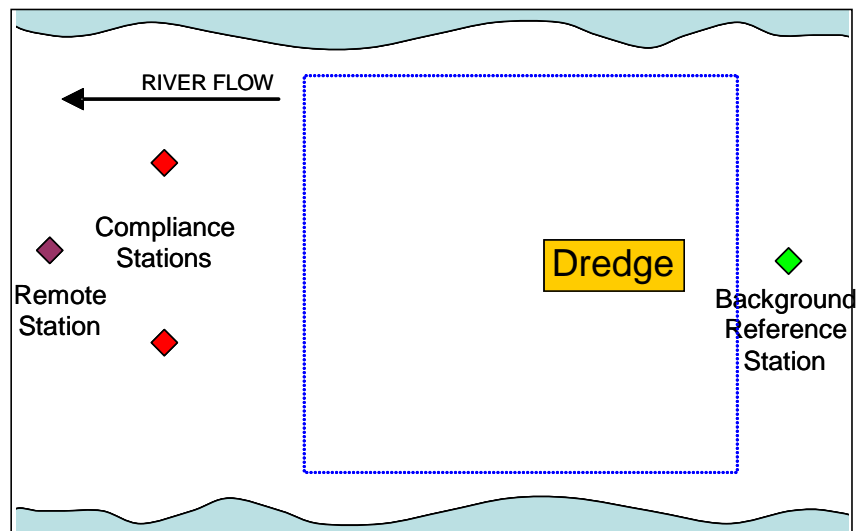 RIVER FLOW
Compliance
Stations
Remote
Station
Dredge
Background
Reference
Station